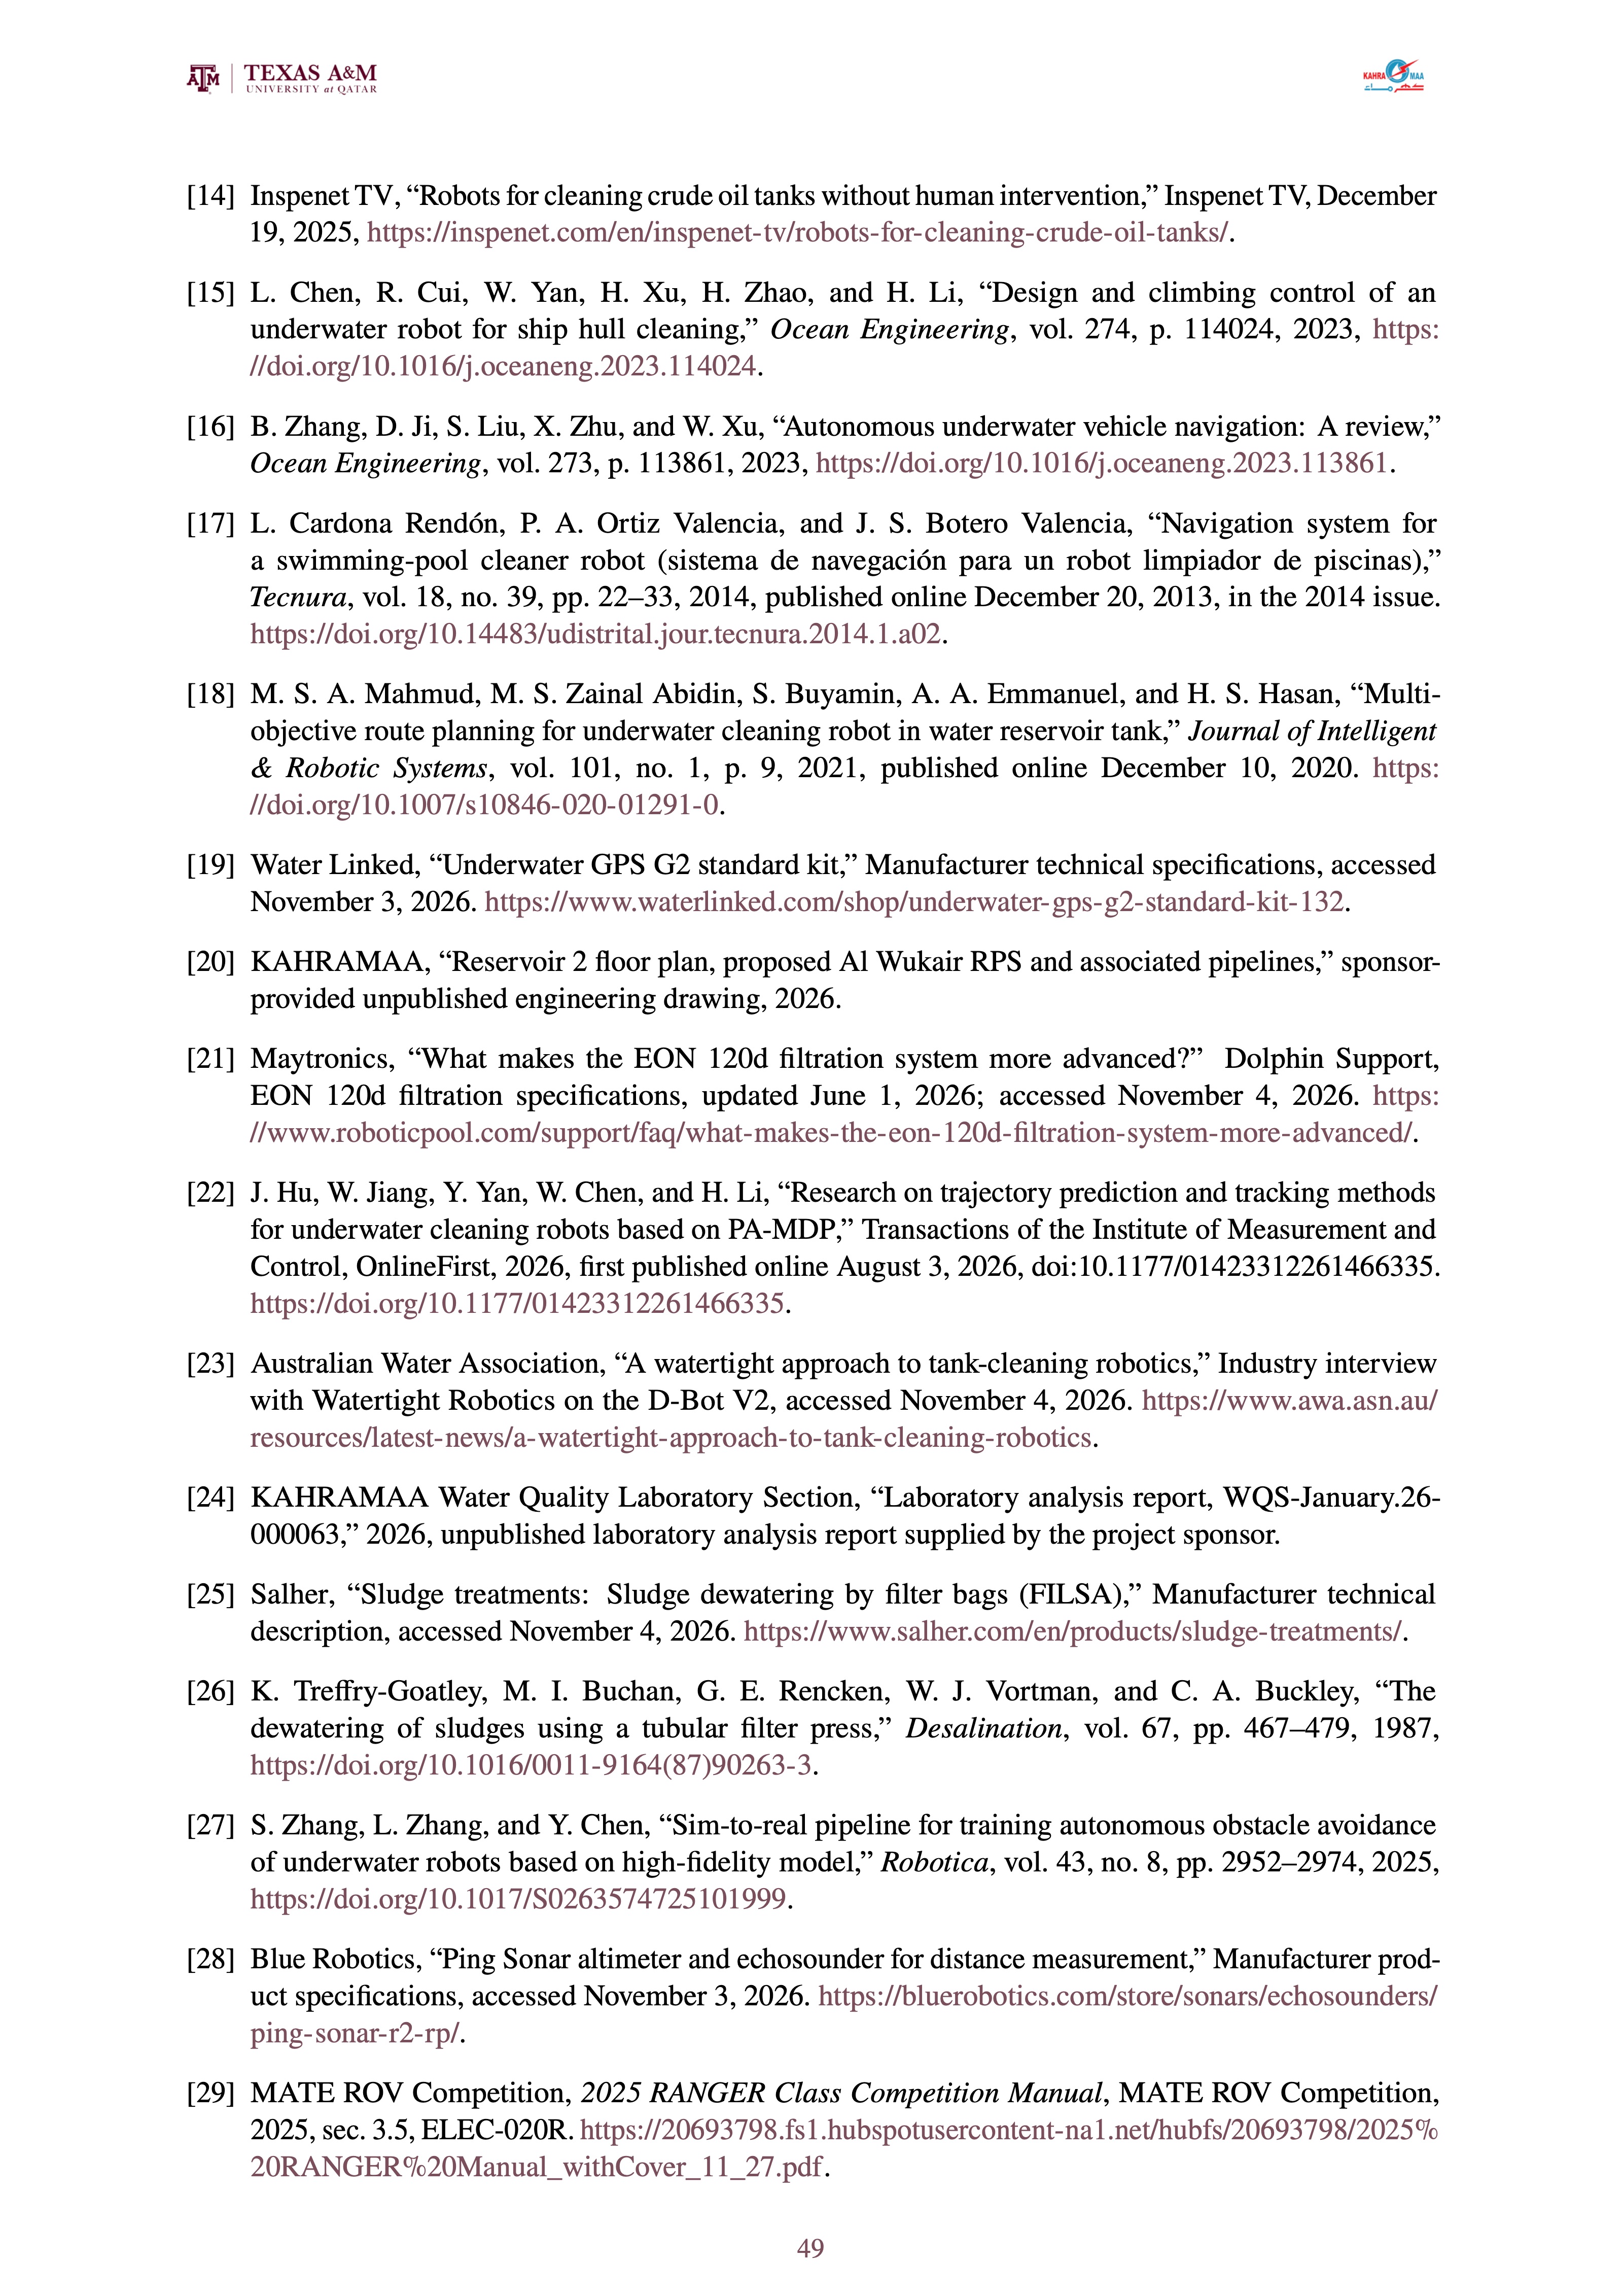 TEXAS A&M
UNIVERSITY at QATAR
KAHRA MAA
كهرماء
[14] Inspenet TV, “Robots for cleaning crude oil tanks without human intervention,” Inspenet TV, December
19, 2025, https://inspenet.com/en/inspenet-tv/robots-for-cleaning-crude-oil-tanks/.
[15] L. Chen, R. Cui, W. Yan, H. Xu, H. Zhao, and H. Li, “Design and climbing control of an
underwater robot for ship hull cleaning,” Ocean Engineering, vol. 274, p. 114024, 2023, https:
//doi.org/10.1016/j.oceaneng.2023.114024.
[16] B. Zhang, D. Ji, S. Liu, X. Zhu, and W. Xu, “Autonomous underwater vehicle navigation: A review,”
Ocean Engineering, vol. 273, p. 113861, 2023, https://doi.org/10.1016/j.oceaneng.2023.113861.
[17] L. Cardona Rendón, P. A. Ortiz Valencia, and J. S. Botero Valencia, “Navigation system for
a swimming-pool cleaner robot (sistema de navegación para un robot limpiador de piscinas),”
Tecnura, vol. 18, no. 39, pp. 22–33, 2014, published online December 20, 2013, in the 2014 issue.
https://doi.org/10.14483/udistrital.jour.tecnura.2014.1.a02.
[18] M. S. A. Mahmud, M. S. Zainal Abidin, S. Buyamin, A. A. Emmanuel, and H. S. Hasan, “Multi-
objective route planning for underwater cleaning robot in water reservoir tank,” Journal of Intelligent
& Robotic Systems, vol. 101, no. 1, p. 9, 2021, published online December 10, 2020. https:
//doi.org/10.1007/s10846-020-01291-0.
[19] Water Linked, “Underwater GPS G2 standard kit,” Manufacturer technical specifications, accessed
November 3, 2026. https://www.waterlinked.com/shop/underwater-gps-g2-standard-kit-132.
[20] KAHRAMAA, “Reservoir 2 floor plan, proposed Al Wukair RPS and associated pipelines,” sponsor-
provided unpublished engineering drawing, 2026.
[21] Maytronics, “What makes the EON 120d filtration system more advanced?” Dolphin Support,
EON 120d filtration specifications, updated June 1, 2026; accessed November 4, 2026. https:
//www.roboticpool.com/support/faq/what-makes-the-eon-120d-filtration-system-more-advanced/.
[22] J. Hu, W. Jiang, Y. Yan, W. Chen, and H. Li, “Research on trajectory prediction and tracking methods
for underwater cleaning robots based on PA-MDP,” Transactions of the Institute of Measurement and
Control, OnlineFirst, 2026, first published online August 3, 2026, doi:10.1177/01423312261466335.
https://doi.org/10.1177/01423312261466335.
[23] Australian Water Association, “A watertight approach to tank-cleaning robotics,” Industry interview
with Watertight Robotics on the D-Bot V2, accessed November 4, 2026. https://www.awa.asn.au/
resources/latest-news/a-watertight-approach-to-tank-cleaning-robotics.
[24] KAHRAMAA Water Quality Laboratory Section, “Laboratory analysis report, WQS-January.26-
000063,” 2026, unpublished laboratory analysis report supplied by the project sponsor.
[25] Salher, “Sludge treatments: Sludge dewatering by filter bags (FILSA),” Manufacturer technical
description, accessed November 4, 2026. https://www.salher.com/en/products/sludge-treatments/.
[26] K. Treffry-Goatley, M. I. Buchan, G. E. Rencken, W. J. Vortman, and C. A. Buckley, “The
dewatering of sludges using a tubular filter press,” Desalination, vol. 67, pp. 467–479, 1987,
https://doi.org/10.1016/0011-9164(87)90263-3.
[27] S. Zhang, L. Zhang, and Y. Chen, “Sim-to-real pipeline for training autonomous obstacle avoidance
of underwater robots based on high-fidelity model,” Robotica, vol. 43, no. 8, pp. 2952–2974, 2025,
https://doi.org/10.1017/S0263574725101999.
[28] Blue Robotics, “Ping Sonar altimeter and echosounder for distance measurement,” Manufacturer prod-
uct specifications, accessed November 3, 2026. https://bluerobotics.com/store/sonars/echosounders/
ping-sonar-r2-rp/.
[29] MATE ROV Competition, 2025 RANGER Class Competition Manual, MATE ROV Competition,
2025, sec. 3.5, ELEC-020R. https://20693798.fs1.hubspotusercontent-na1.net/hubfs/20693798/2025%
20RANGER%20Manual_withCover_11_27.pdf.
49